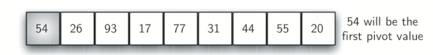 54 26 93 17 77 31 44 55 20
54 will be the
first pivot value